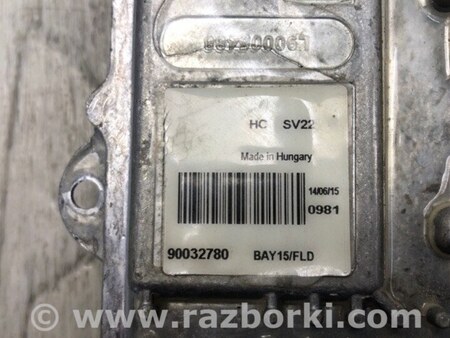 HC SV22
Made in Hungary
14/06/15
0981
90032780 BAY15/FLD
© www.razborki.com